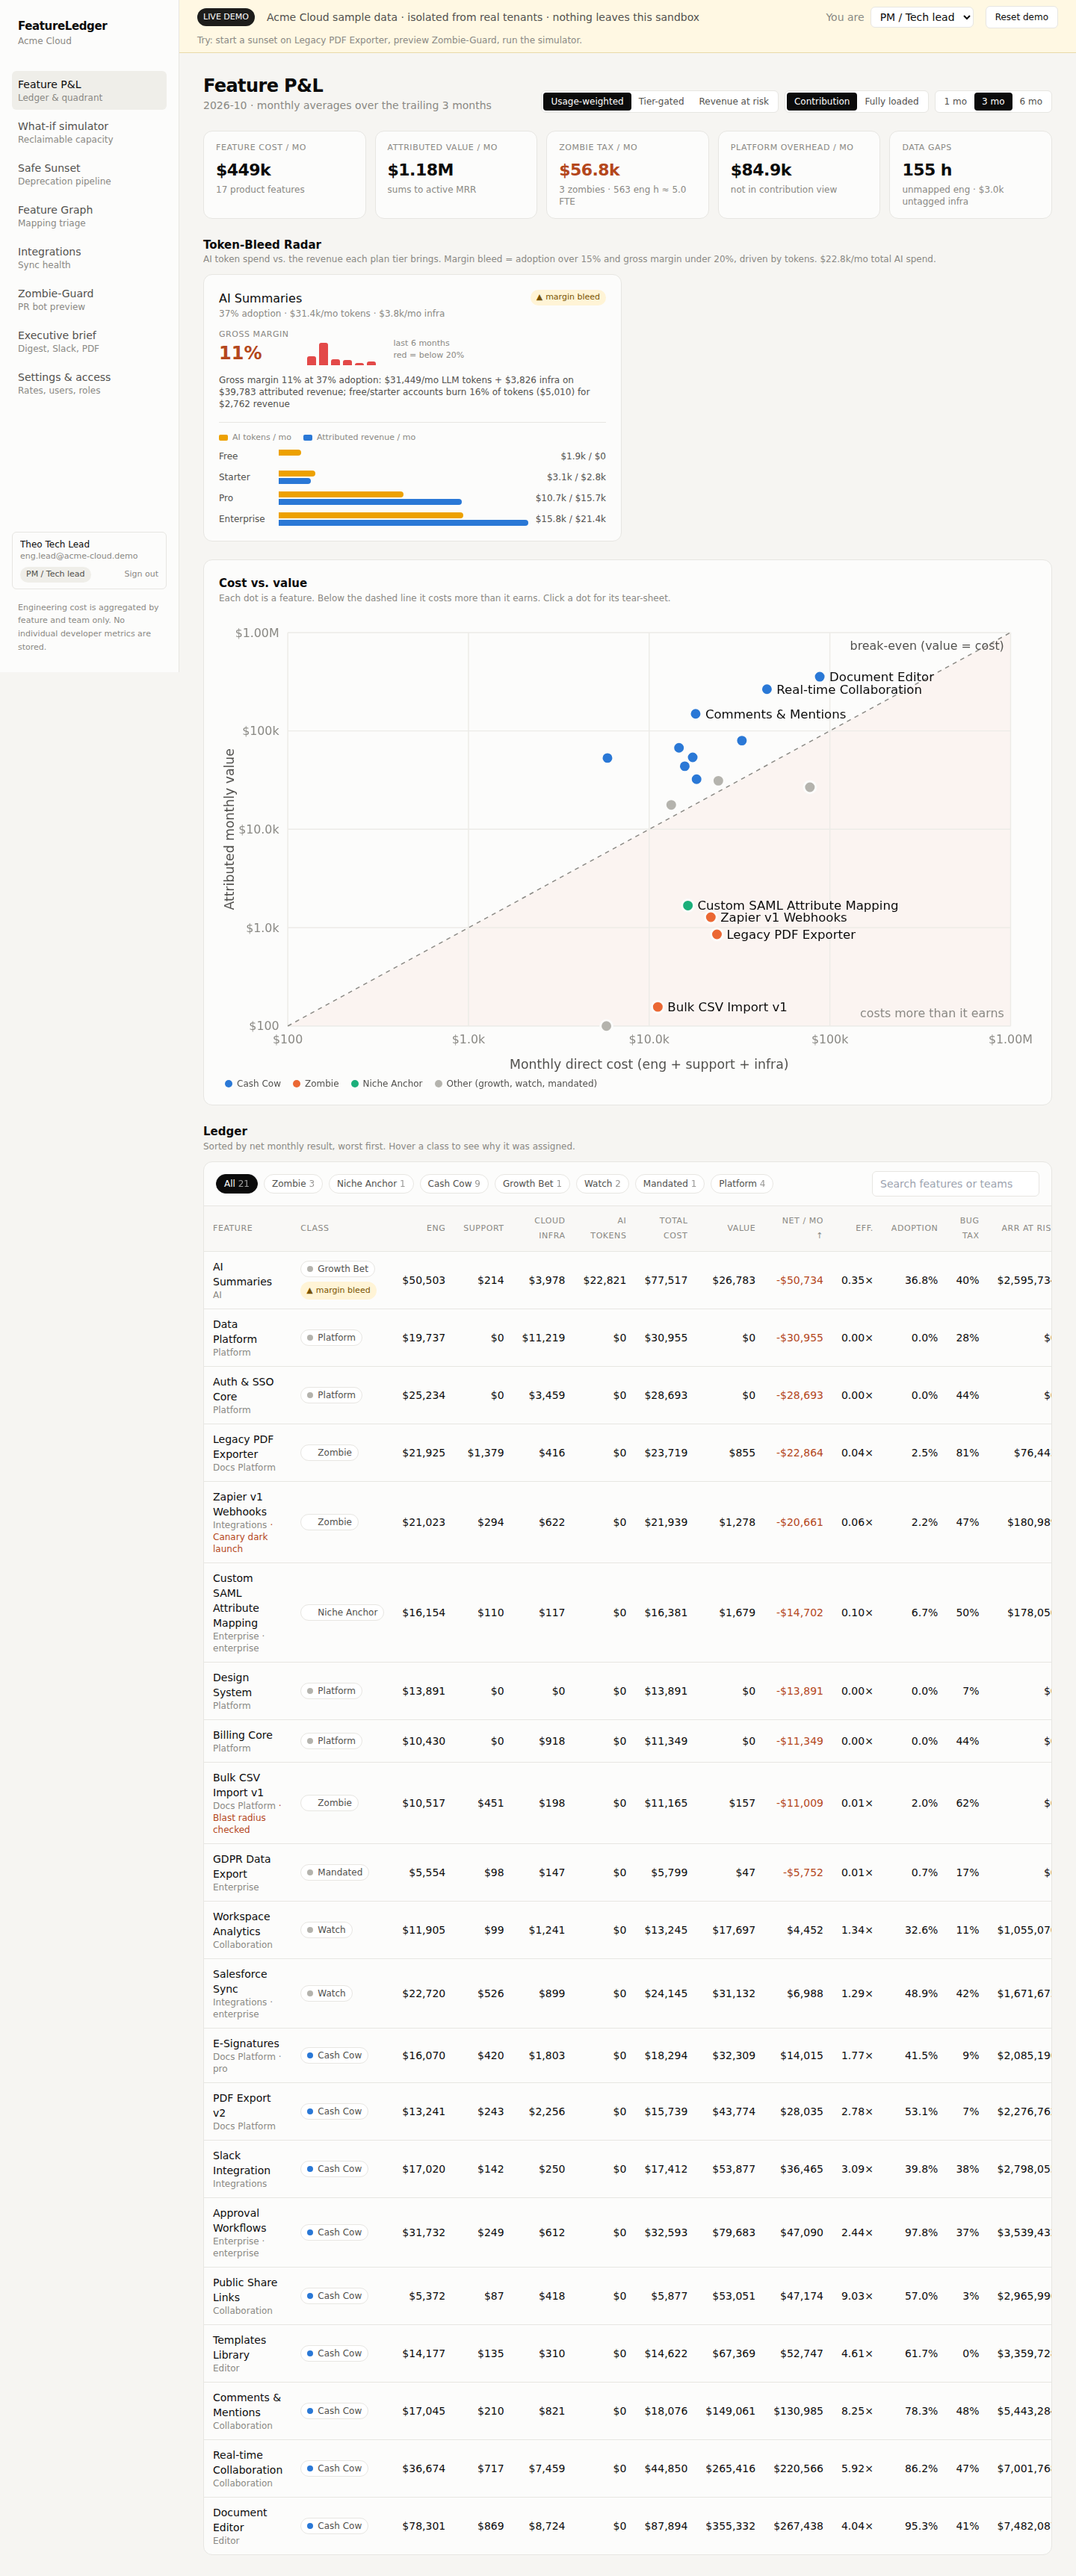 FeatureLedger
Acme Cloud
Feature P&L
Ledger & quadrant
What-if simulator
Reclaimable capacity
Safe Sunset
Deprecation pipeline
Feature Graph
Mapping triage
Integrations
Sync health
Zombie-Guard
PR bot preview
Executive brief
Digest, Slack, PDF
Settings & access
Rates, users, roles
Theo Tech Lead
eng.lead@acme-cloud.demo
PM / Tech lead Sign out
Engineering cost is aggregated by
feature and team only. No
individual developer metrics are
stored.
LIVE DEMO Acme Cloud sample data · isolated from real tenants · nothing leaves this sandbox You are PM / Tech lead Reset demo
Try: start a sunset on Legacy PDF Exporter, preview Zombie-Guard, run the simulator.
Feature P&L
2026-10 · monthly averages over the trailing 3 months
Usage-weighted Tier-gated Revenue at risk Contribution Fully loaded 1 mo 3 mo 6 mo
FEATURE COST / MO
$449k
17 product features
ATTRIBUTED VALUE / MO
$1.18M
sums to active MRR
ZOMBIE TAX / MO
$56.8k
3 zombies · 563 eng h ≈ 5.0
FTE
PLATFORM OVERHEAD / MO
$84.9k
not in contribution view
DATA GAPS
155 h
unmapped eng · $3.0k
untagged infra
Token-Bleed Radar
AI token spend vs. the revenue each plan tier brings. Margin bleed = adoption over 15% and gross margin under 20%, driven by tokens. $22.8k/mo total AI spend.
AI Summaries ▲ margin bleed
37% adoption · $31.4k/mo tokens · $3.8k/mo infra
GROSS MARGIN
11%
last 6 months
red = below 20%
Gross margin 11% at 37% adoption: $31,449/mo LLM tokens + $3,826 infra on
$39,783 attributed revenue; free/starter accounts burn 16% of tokens ($5,010) for
$2,762 revenue
AI tokens / mo Attributed revenue / mo
Free $1.9k / $0
Starter $3.1k / $2.8k
Pro $10.7k / $15.7k
Enterprise $15.8k / $21.4k
Cost vs. value
Each dot is a feature. Below the dashed line it costs more than it earns. Click a dot for its tear-sheet.
$1.00M
break-even (value = cost)
Document Editor
Real-time Collaboration
Comments & Mentions
$100k
Attributed monthly value
$10.0k
Custom SAML Attribute Mapping
Zapier v1 Webhooks
$1.0k
Legacy PDF Exporter
Bulk CSV Import v1
costs more than it earns
$100
$100 $1.0k $10.0k $100k $1.00M
Monthly direct cost (eng + support + infra)
Cash Cow Zombie Niche Anchor Other (growth, watch, mandated)
Ledger
Sorted by net monthly result, worst first. Hover a class to see why it was assigned.
All 21 Zombie 3 Niche Anchor 1 Cash Cow 9 Growth Bet 1 Watch 2 Mandated 1 Platform 4 Search features or teams
FEATURE CLASS ENG SUPPORT CLOUD INFRA AI TOKENS TOTAL COST VALUE NET / MO ↑ EFF. ADOPTION BUG TAX ARR AT
AI Summaries AI Growth Bet ▲ margin bleed $50,503 $214 $3,978 $22,821 $77,517 $26,783 -$50,734 0.35× 36.8% 40%
Data Platform Platform Platform $19,737 $0 $11,219 $0 $30,955 $0 -$30,955 0.00× 0.0% 28%
Auth & SSO Core Platform Platform $25,234 $0 $3,459 $0 $28,693 $0 -$28,693 0.00× 0.0% 44%
Legacy PDF Exporter Docs Platform Zombie $21,925 $1,379 $416 $0 $23,719 $855 -$22,864 0.04× 2.5% 81%
Zapier v1 Webhooks Integrations · Canary dark launch Zombie $21,023 $294 $622 $0 $21,939 $1,278 -$20,661 0.06× 2.2% 47%
Custom SAML Attribute Mapping Enterprise · enterprise Niche Anchor $16,154 $110 $117 $0 $16,381 $1,679 -$14,702 0.10× 6.7% 50%
Design System Platform Platform $13,891 $0 $0 $0 $13,891 $0 -$13,891 0.00× 0.0% 7%
Billing Core Platform Platform $10,430 $0 $918 $0 $11,349 $0 -$11,349 0.00× 0.0% 44%
Bulk CSV Import v1 Docs Platform · Blast radius checked Zombie $10,517 $451 $198 $0 $11,165 $157 -$11,009 0.01× 2.0% 62%
GDPR Data Export Enterprise Mandated $5,554 $98 $147 $0 $5,799 $47 -$5,752 0.01× 0.7% 17%
Workspace Analytics Collaboration Watch $11,905 $99 $1,241 $0 $13,245 $17,697 $4,452 1.34× 32.6% 11%
Salesforce Sync Integrations · enterprise Watch $22,720 $526 $899 $0 $24,145 $31,132 $6,988 1.29× 48.9% 42%
E-Signatures Docs Platform · pro Cash Cow $16,070 $420 $1,803 $0 $18,294 $32,309 $14,015 1.77× 41.5% 9%
PDF Export v2 Docs Platform Cash Cow $13,241 $243 $2,256 $0 $15,739 $43,774 $28,035 2.78× 53.1% 7%
Slack Integration Integrations Cash Cow $17,020 $142 $250 $0 $17,412 $53,877 $36,465 3.09× 39.8% 38%
Approval Workflows Enterprise · enterprise Cash Cow $31,732 $249 $612 $0 $32,593 $79,683 $47,090 2.44× 97.8% 37%
Public Share Links Collaboration Cash Cow $5,372 $87 $418 $0 $5,877 $53,051 $47,174 9.03× 57.0% 3%
Templates Library Editor Cash Cow $14,177 $135 $310 $0 $14,622 $67,369 $52,747 4.61× 61.7% 0%
Comments & Mentions Collaboration Cash Cow $17,045 $210 $821 $0 $18,076 $149,061 $130,985 8.25× 78.3% 48%
Real-time Collaboration Collaboration Cash Cow $36,674 $717 $7,459 $0 $44,850 $265,416 $220,566 5.92× 86.2% 47%
Document Editor Editor Cash Cow $78,301 $869 $8,724 $0 $87,894 $355,332 $267,438 4.04× 95.3% 41%